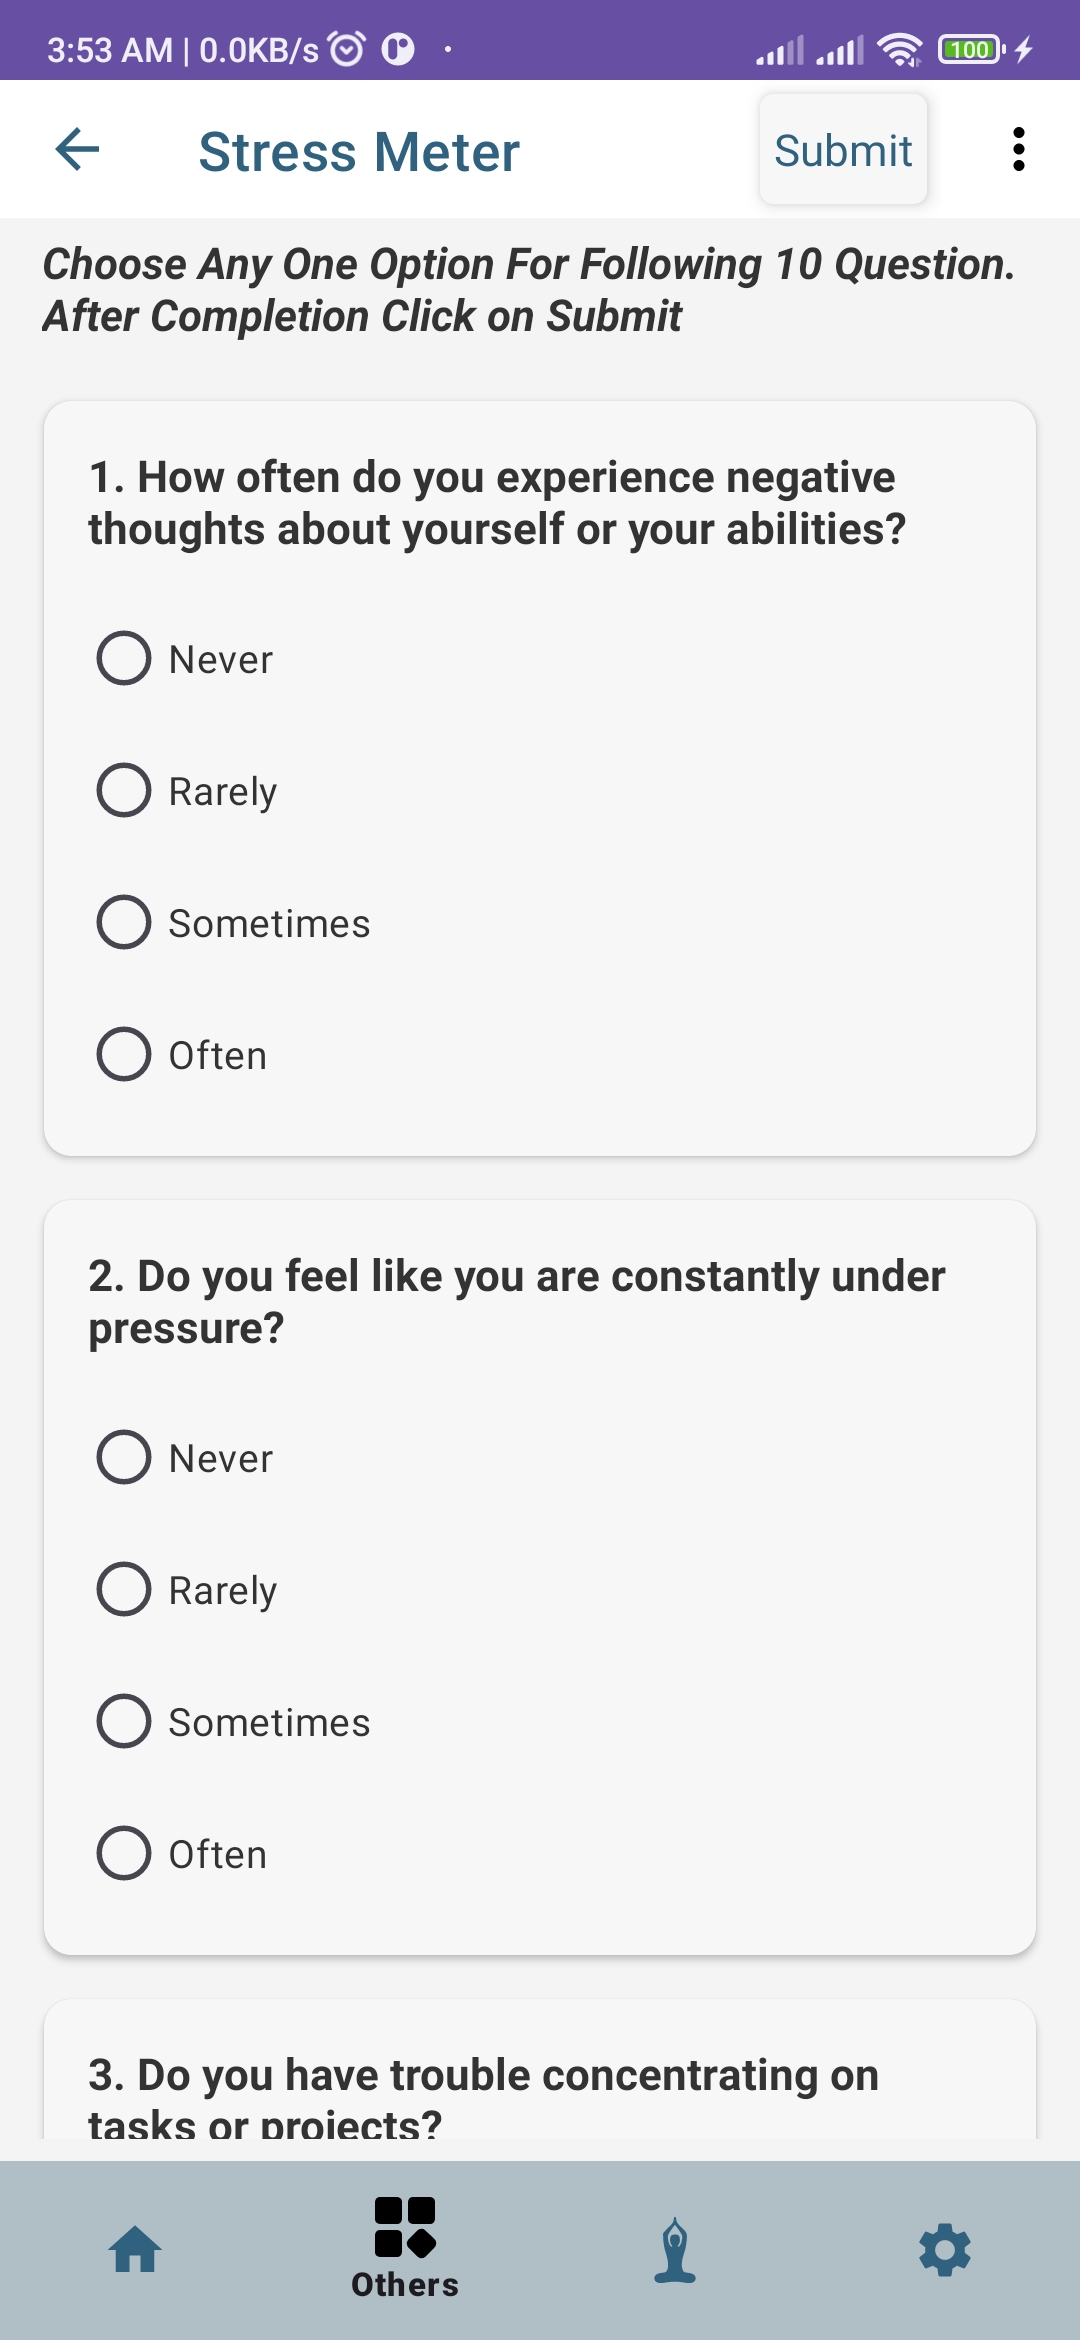 3:53 AM | 0.0KB/s
100
Stress Meter
Submit
Choose Any One Option For Following 10 Question.
After Completion Click on Submit
1. How often do you experience negative
thoughts about yourself or your abilities?
Never
Rarely
Sometimes
Often
2. Do you feel like you are constantly under
pressure?
Never
Rarely
Sometimes
Often
3. Do you have trouble concentrating on
tasks or projects?
Others